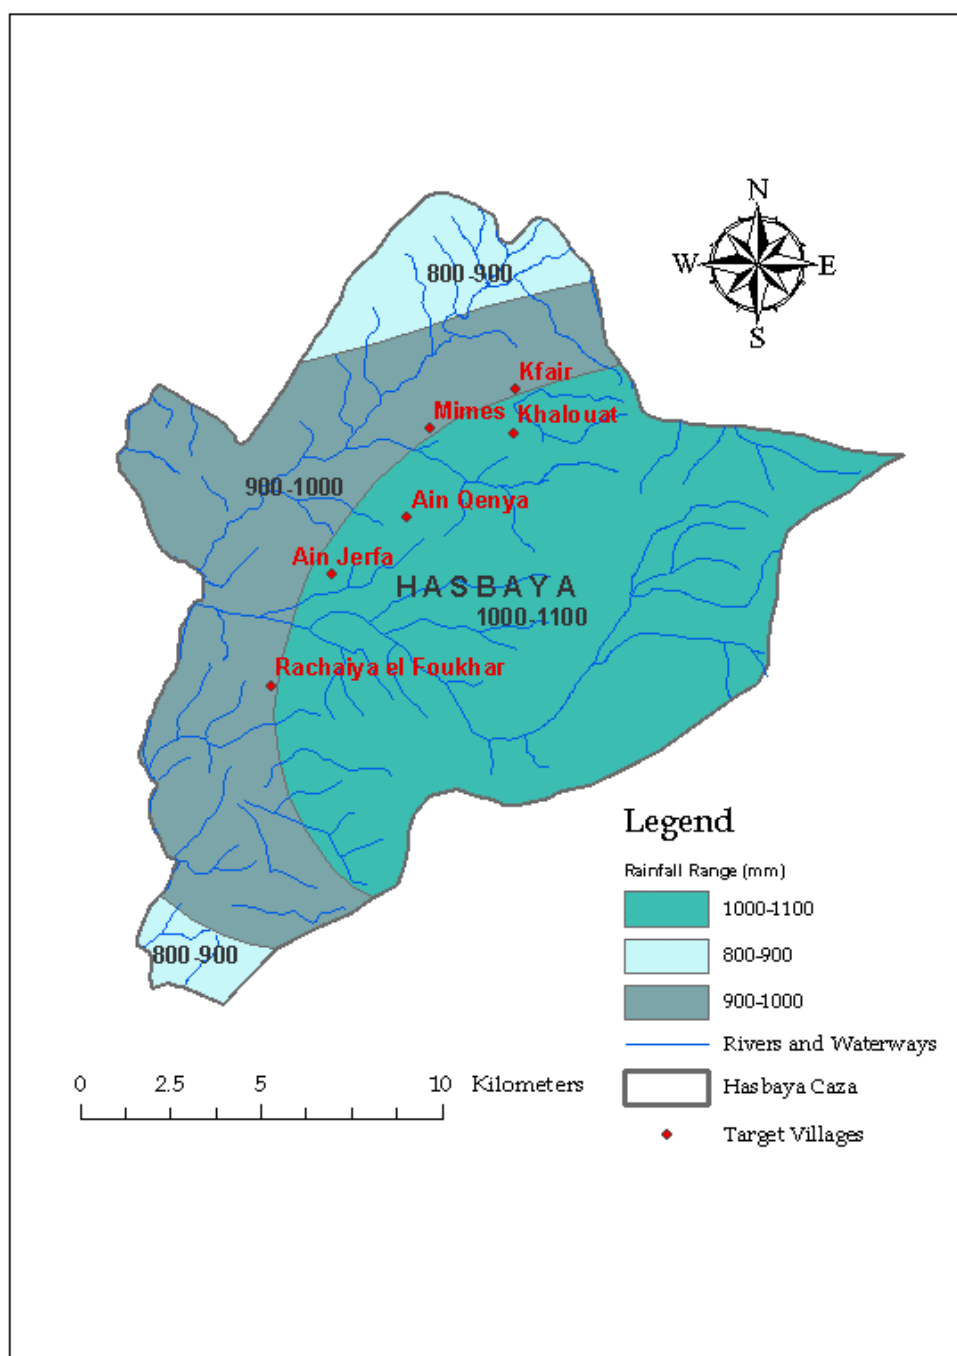 N
W E
S
800-900
Kfair
Mimes Khalouat
900-1000
Ain Qenya
Ain Jerfa
HASBAYA
1000-1100
Rachaiya el Foukhar
800-900
Legend
Rainfall Range (mm)
1000-1100
800-900
900-1000
Rivers and Waterways
Hasbaya Caza
Target Villages
0 2.5 5 10 Kilometers